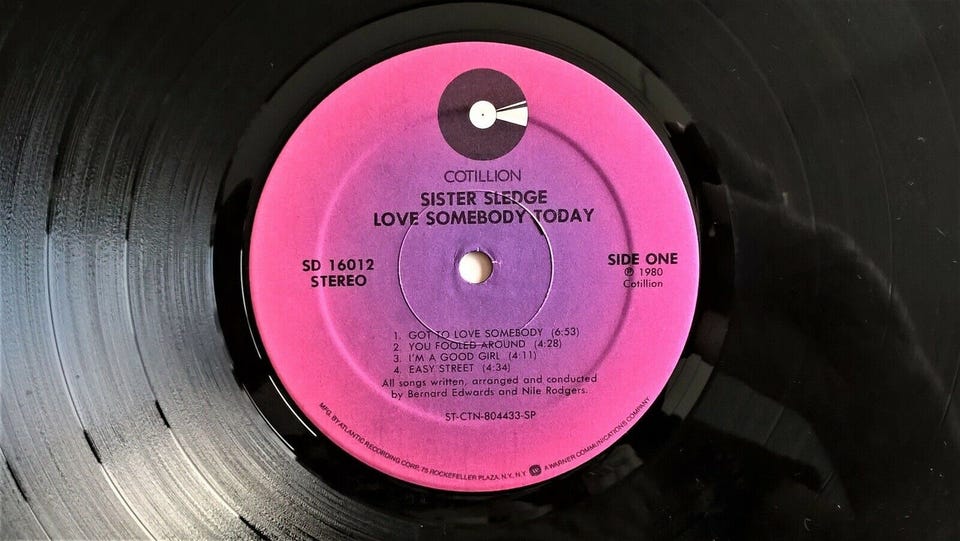 COTILLION
SISTER SLEDGE
LOVE SOMEBODY TODAY
SD 16012
STEREO
SIDE ONE
℗ 1980
Cotillion
1. GOT TO LOVE SOMEBODY (6:53)
2. YOU FOOLED AROUND (4:28)
3. I'M A GOOD GIRL (4:11)
4. EASY STREET (4:34)
All songs written, arranged and conducted
by Bernard Edwards and Nile Rodgers.
ST-CTN-804433-SP
MFG. BY ATLANTIC RECORDING CORP., 75 ROCKEFELLER PLAZA, N.Y., N.Y. A WARNER COMMUNICATIONS COMPANY